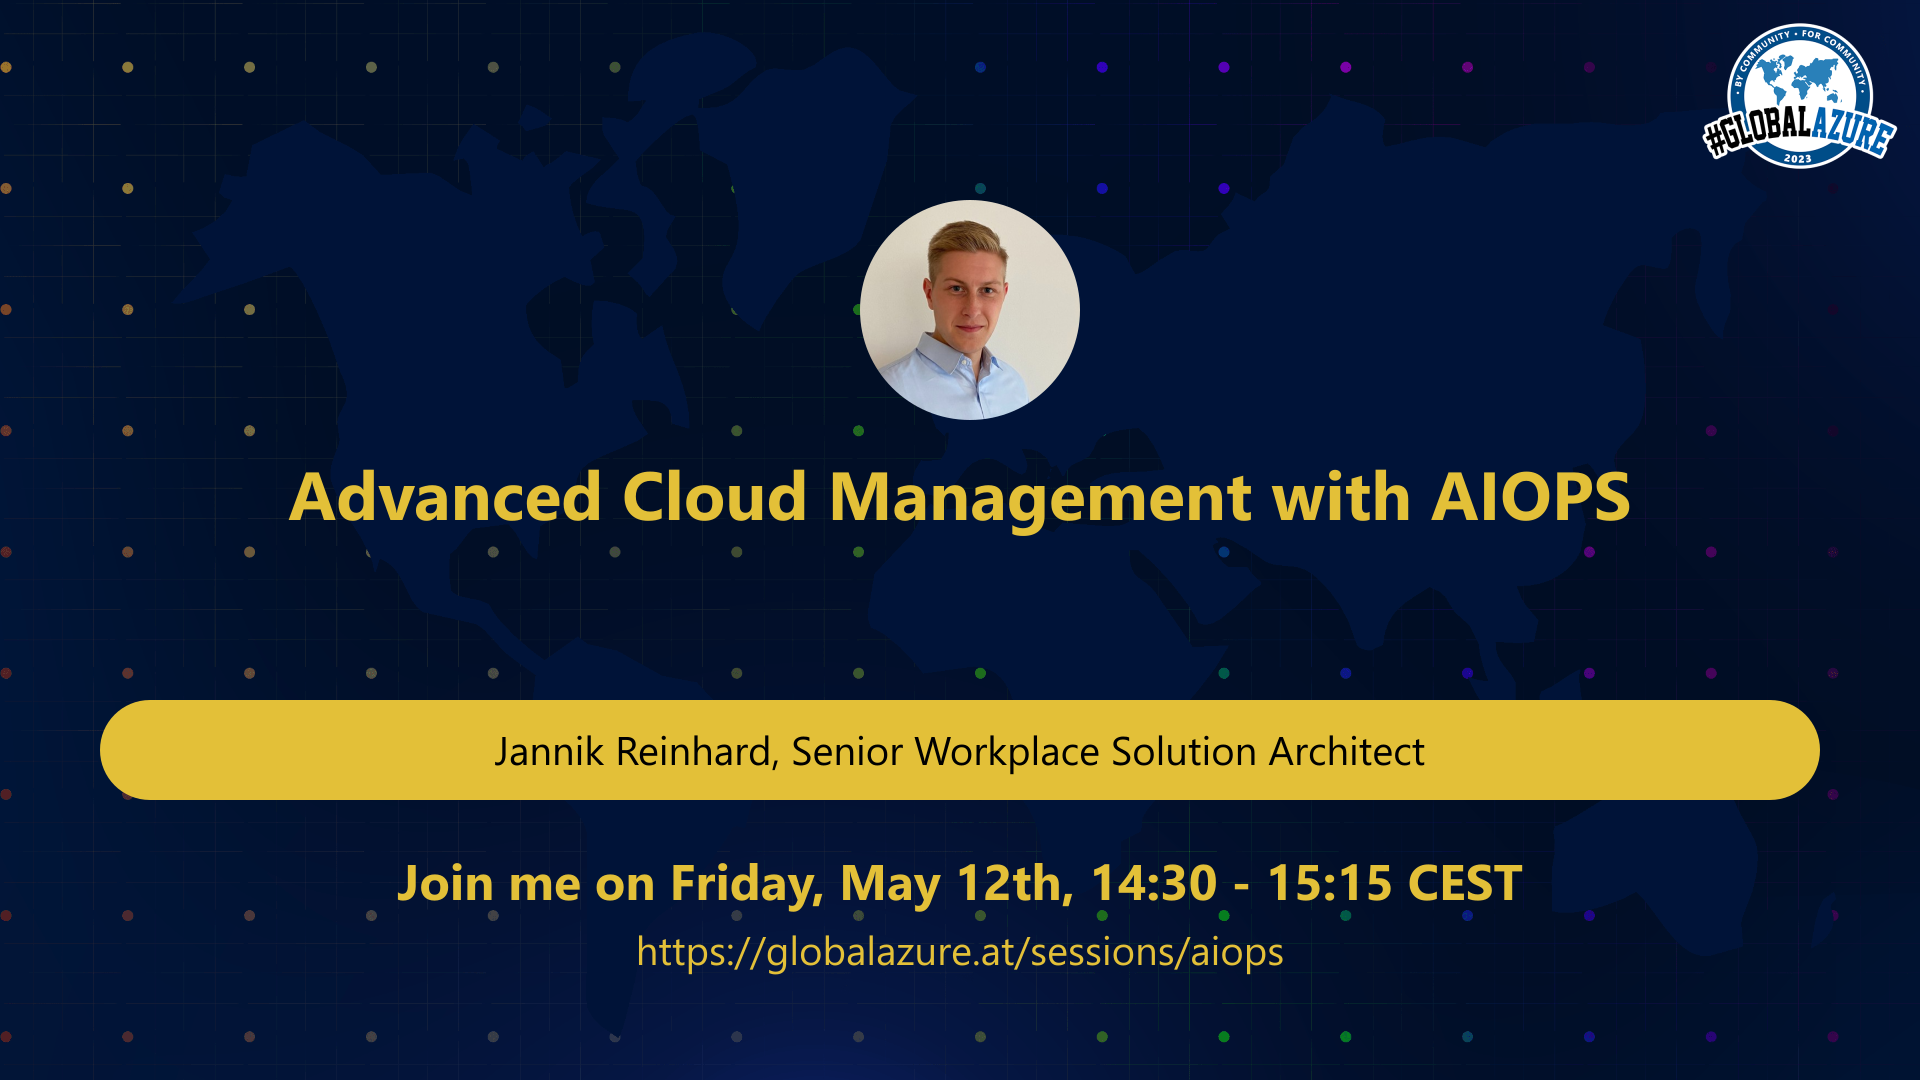 • BY COMMUNITY • FOR COMMUNITY •
#GLOBALAZURE
2023
Advanced Cloud Management with AIOPS
Jannik Reinhard, Senior Workplace Solution Architect
Join me on Friday, May 12th, 14:30 - 15:15 CEST
https://globalazure.at/sessions/aiops